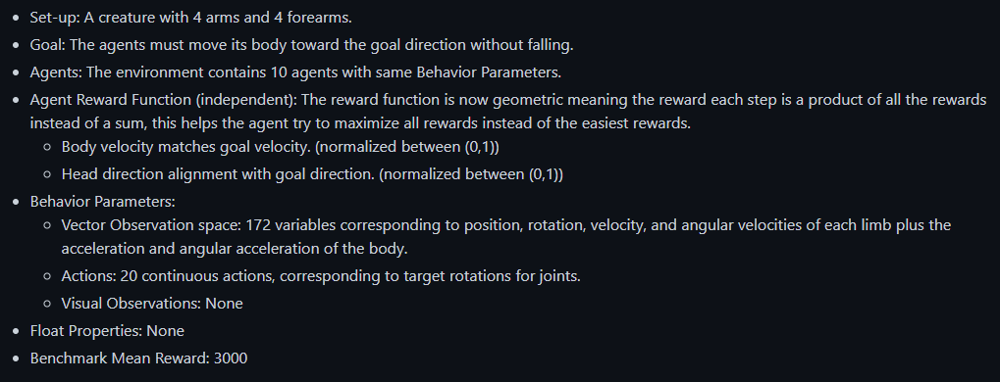 Set-up: A creature with 4 arms and 4 forearms.
Goal: The agents must move its body toward the goal direction without falling.
Agents: The environment contains 10 agents with same Behavior Parameters.
Agent Reward Function (independent): The reward function is now geometric meaning the reward each step is a product of all the rewards
instead of a sum, this helps the agent try to maximize all rewards instead of the easiest rewards.
Body velocity matches goal velocity. (normalized between (0,1))
Head direction alignment with goal direction. (normalized between (0,1))
Behavior Parameters:
Vector Observation space: 172 variables corresponding to position, rotation, velocity, and angular velocities of each limb plus the
acceleration and angular acceleration of the body.
Actions: 20 continuous actions, corresponding to target rotations for joints.
Visual Observations: None
Float Properties: None
Benchmark Mean Reward: 3000